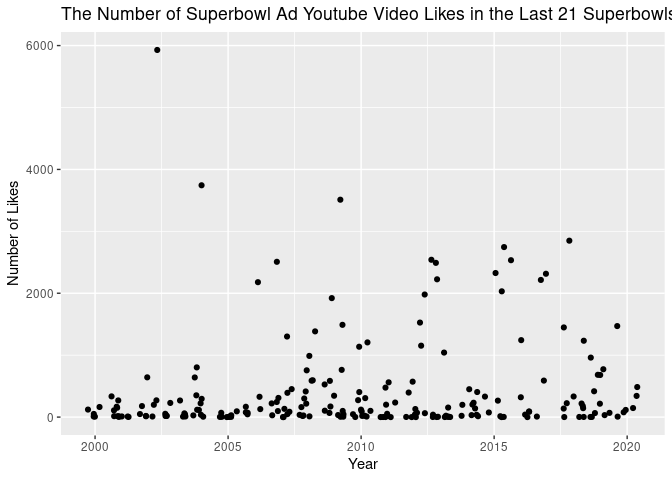 The Number of Superbowl Ad Youtube Video Likes in the Last 21 Superbowls
6000
4000
2000
0
Number of Likes
2000 2005 2010 2015 2020
Year